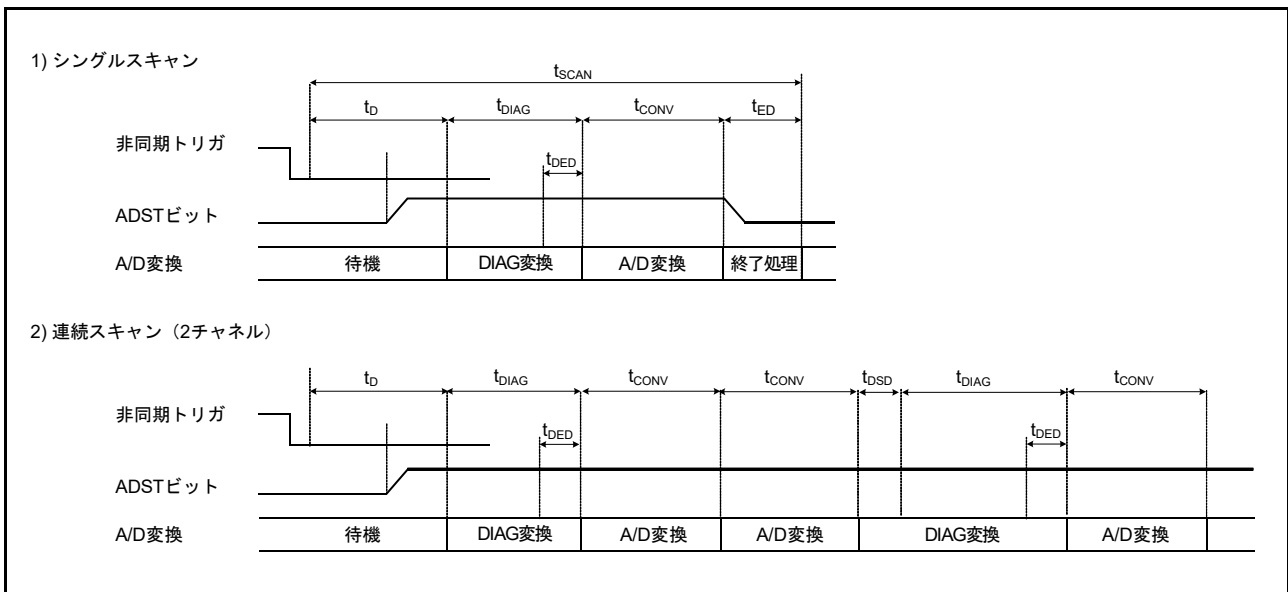 1) シングルスキャン
tSCAN
tD tDIAG tCONV tED
非同期トリガ
tDED
ADSTビット
A/D変換 待機 DIAG変換 A/D変換 終了処理
2) 連続スキャン（2チャネル）
tD tDIAG tCONV tCONV tDSD tDIAG tCONV
非同期トリガ
tDED tDED
ADSTビット
A/D変換 待機 DIAG変換 A/D変換 A/D変換 DIAG変換 A/D変換